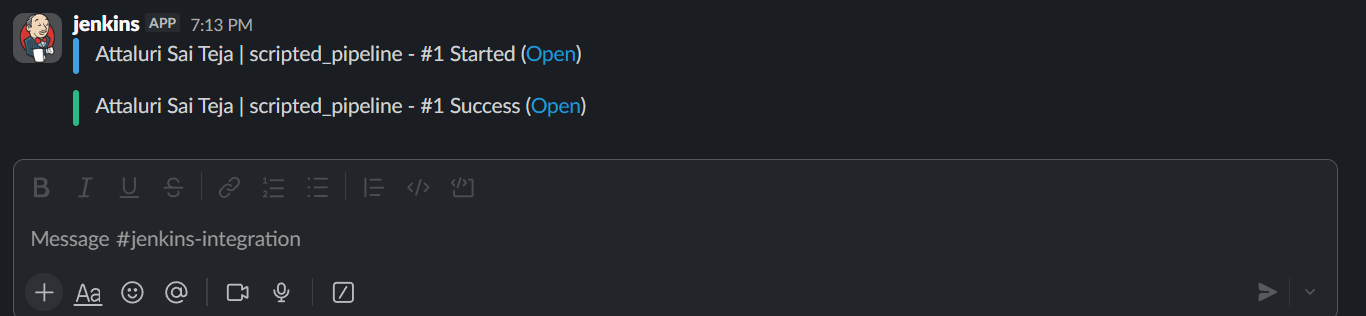 jenkins APP 7:13 PM
Attaluri Sai Teja | scripted_pipeline - #1 Started (Open)
Attaluri Sai Teja | scripted_pipeline - #1 Success (Open)
Message #jenkins-integration
Aa